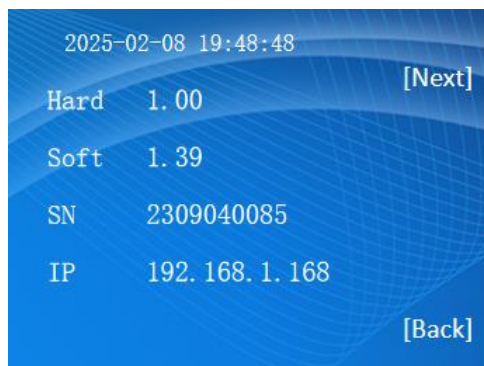 2025-02-08 19:48:48
[Next]
Hard 1.00
Soft 1.39
SN 2309040085
IP 192.168.1.168
[Back]